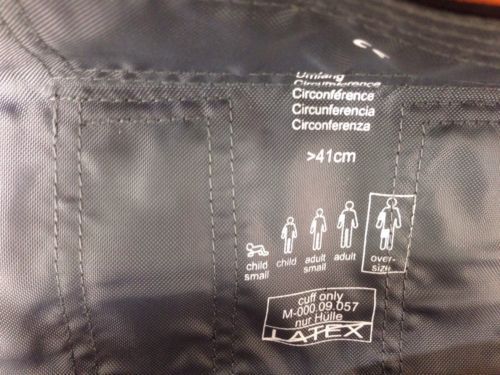 Umfang
Circumference
Circonférence
Circunferencia
Circonferenza
>41cm
child small
child
adult small
adult
over-size
cuff only
M-000.09.057
nur Hülle
LATEX